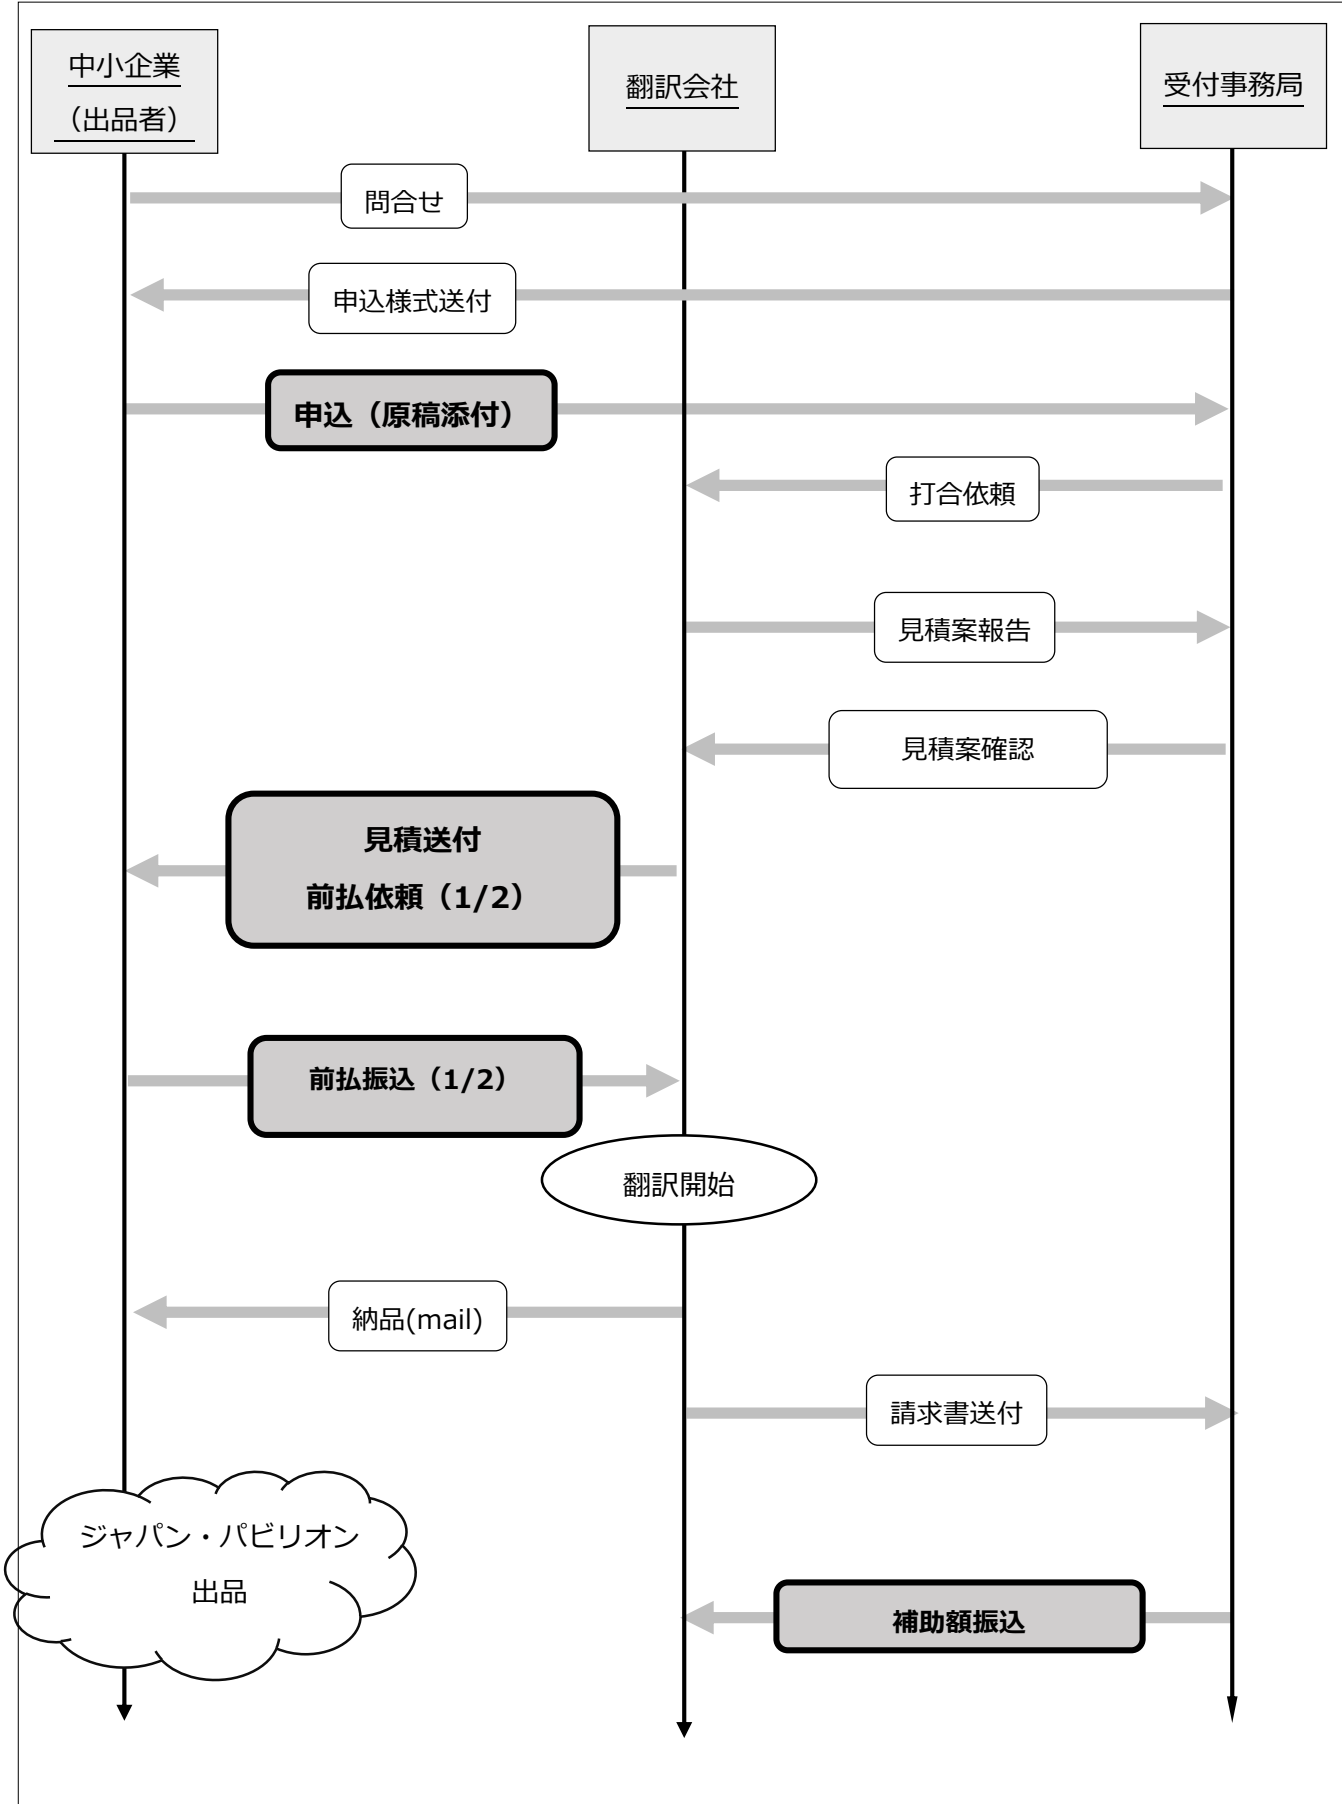 中小企業
（出品者）
翻訳会社
受付事務局
問合せ
申込様式送付
申込（原稿添付）
打合依頼
見積案報告
見積案確認
見積送付
前払依頼（1/2）
前払振込（1/2）
翻訳開始
納品(mail)
請求書送付
ジャパン・パビリオン
出品
補助額振込